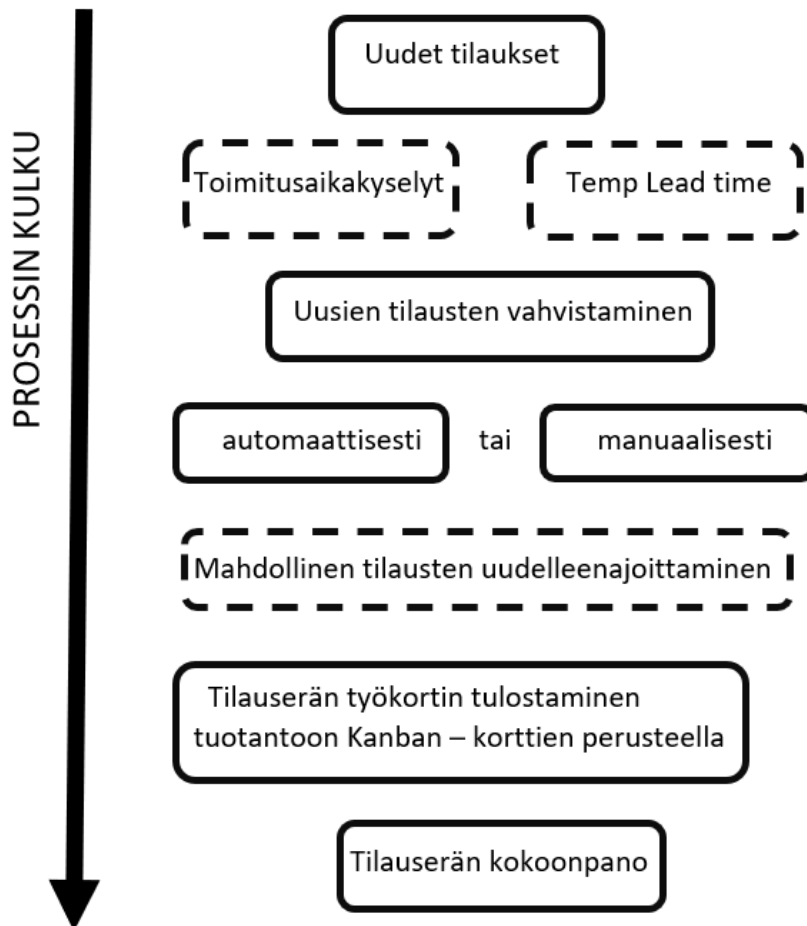 PROSESSIN KULKU
Uudet tilaukset
Toimitusaikakyselyt
Temp Lead time
Uusien tilausten vahvistaminen
automaattisesti
tai
manuaalisesti
Mahdollinen tilausten uudelleenajoittaminen
Tilauserän työkortin tulostaminen
tuotantoon Kanban – korttien perusteella
Tilauserän kokoonpano